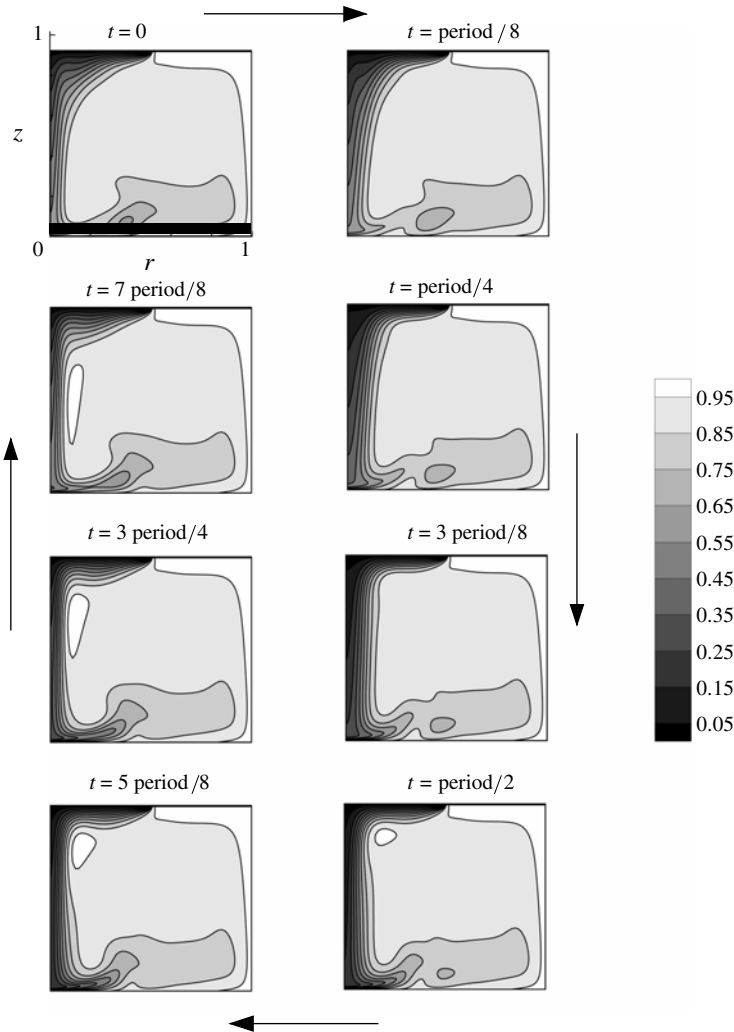 t = 0
t = period / 8
1
z
0
1
r
t = 7 period/8
t = period/4
0.95
0.85
0.75
0.65
0.55
0.45
0.35
0.25
0.15
0.05
t = 3 period/4
t = 3 period/8
t = 5 period/8
t = period/2